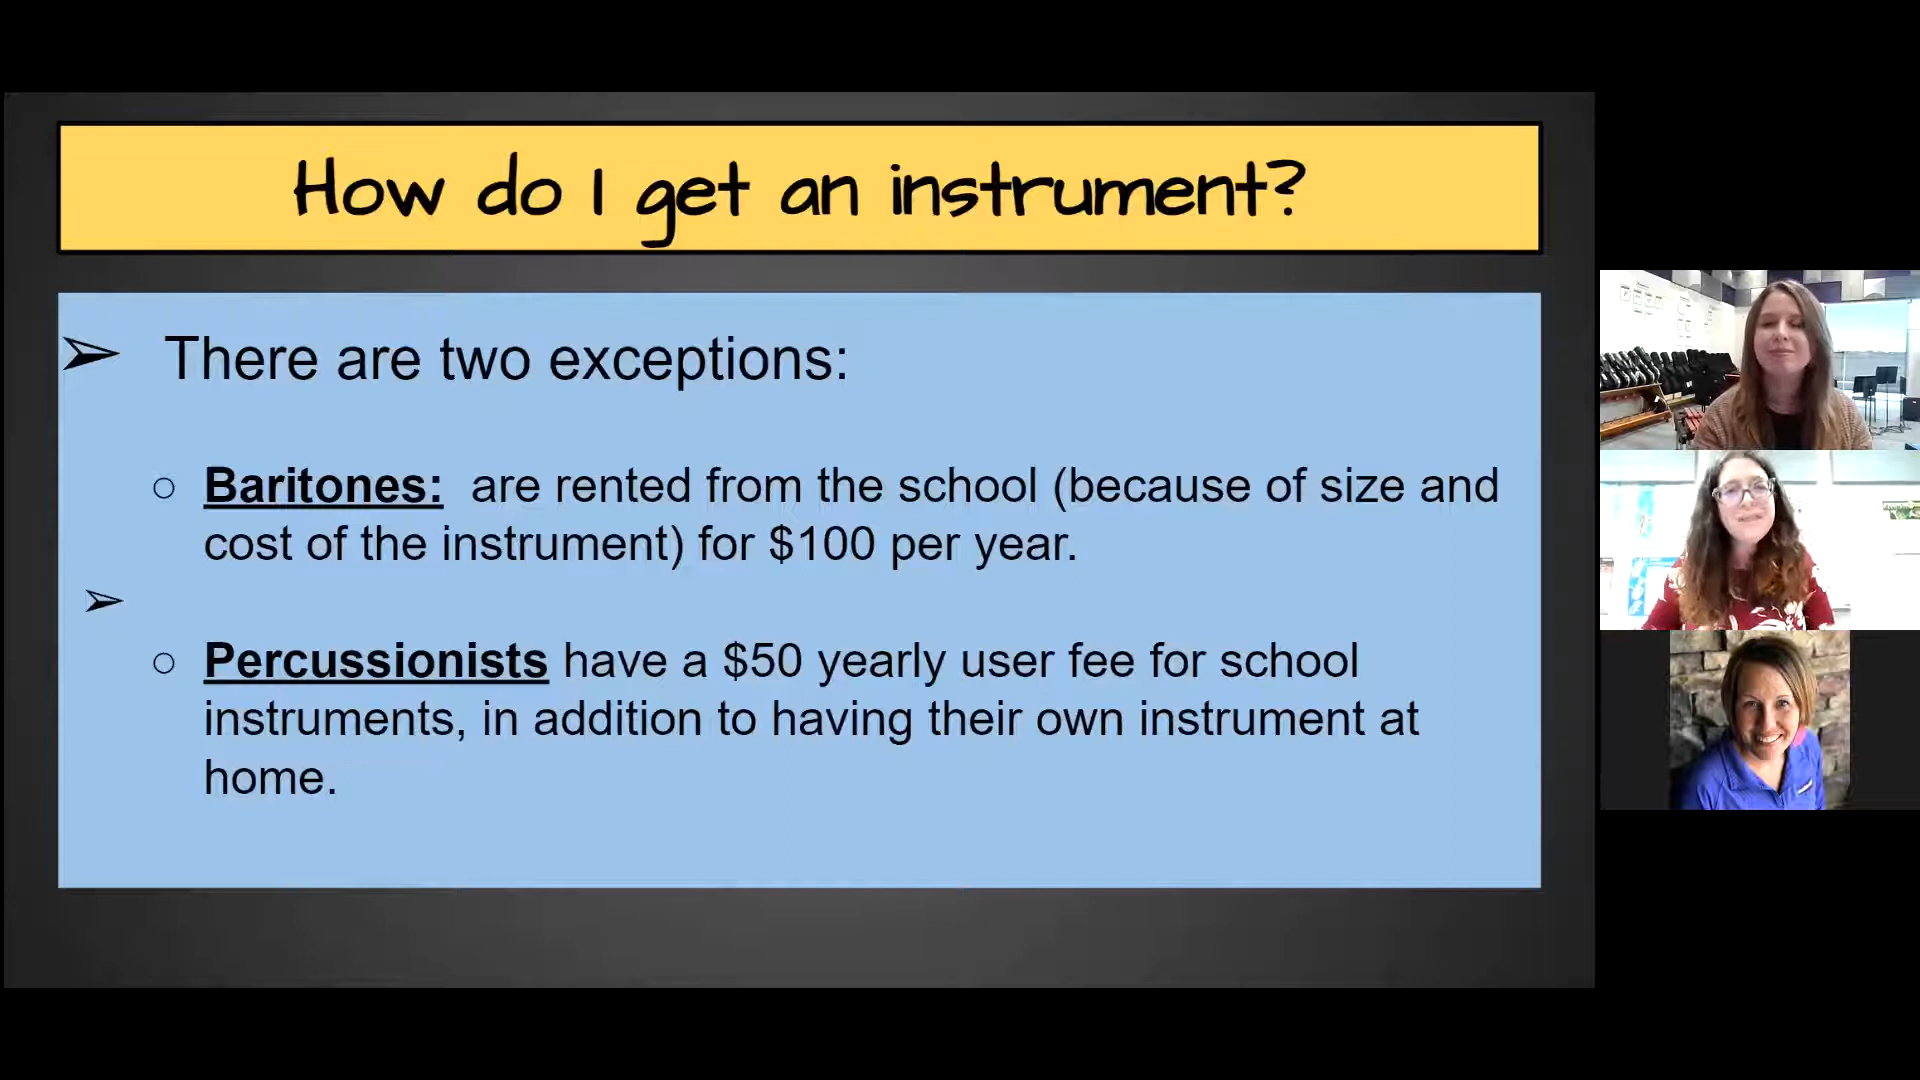 How do I get an instrument?
➢ There are two exceptions:
○ Baritones: are rented from the school (because of size and
cost of the instrument) for $100 per year.
➢
○ Percussionists have a $50 yearly user fee for school
instruments, in addition to having their own instrument at
home.